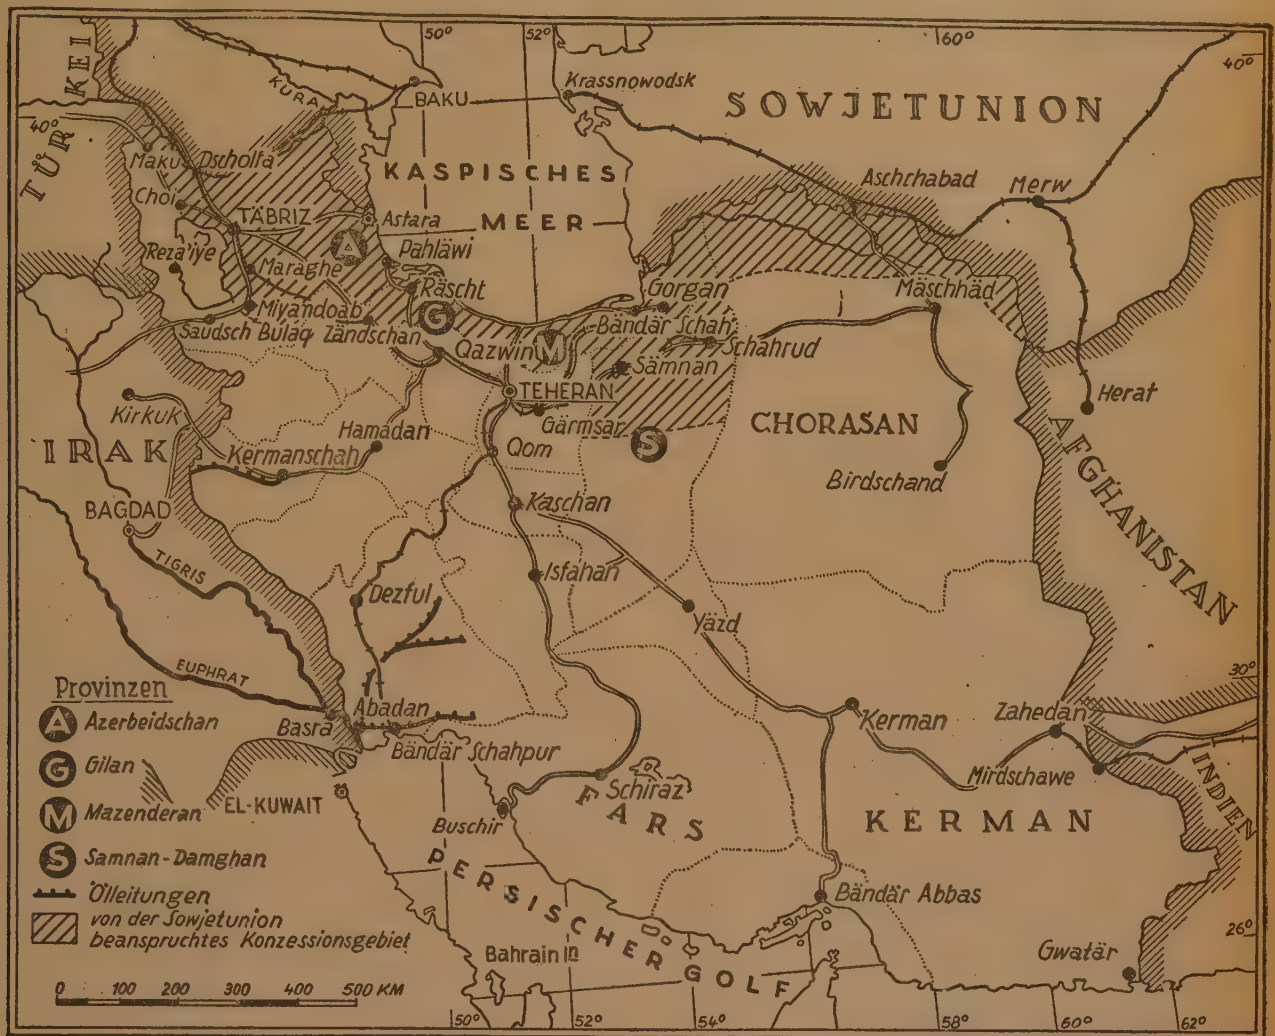 50°
52°
60°
40°
TÜRKEI
KURA
BAKU
Krassnowodsk
SOWJETUNION
40°
Maku
Dscholfa
KASPISCHES
MEER
Aschchabad
Merw
Choi
TÄBRIZ
Astara
A
Pahläwi
Reza'iye
Maraghe
Räscht
Gorgan
Mäschhäd
Miyandoab
G
Saudsch Bulaq
Zändschan
Bändär Schah
Qazwin
M
Schahrud
Sämnan
TEHERAN
Herat
Kirkuk
Gärmsar
CHORASAN
AFGHANISTAN
Hamadan
S
IRAK
Kermanschah
Qom
Birdschand
BAGDAD
Kaschan
TIGRIS
Isfahan
Dezful
Yäzd
EUPHRAT
30°
Provinzen
A Azerbeidschan
G Gilan
M Mazenderan
S Samnan-Damghan
Ölleitungen
von der Sowjetunion
beanspruchtes Konzessionsgebiet
0 100 200 300 400 500 KM
Abadan
Basra
Bändär Schahpur
Kerman
Zahedan
Mirdschawe
INDIEN
EL-KUWAIT
Schiraz
FARS
Buschir
KERMAN
PERSISCHER GOLF
Bändär Abbas
Bahrain In
Gwatär
26°
50°
52°
54°
58°
60°
62°